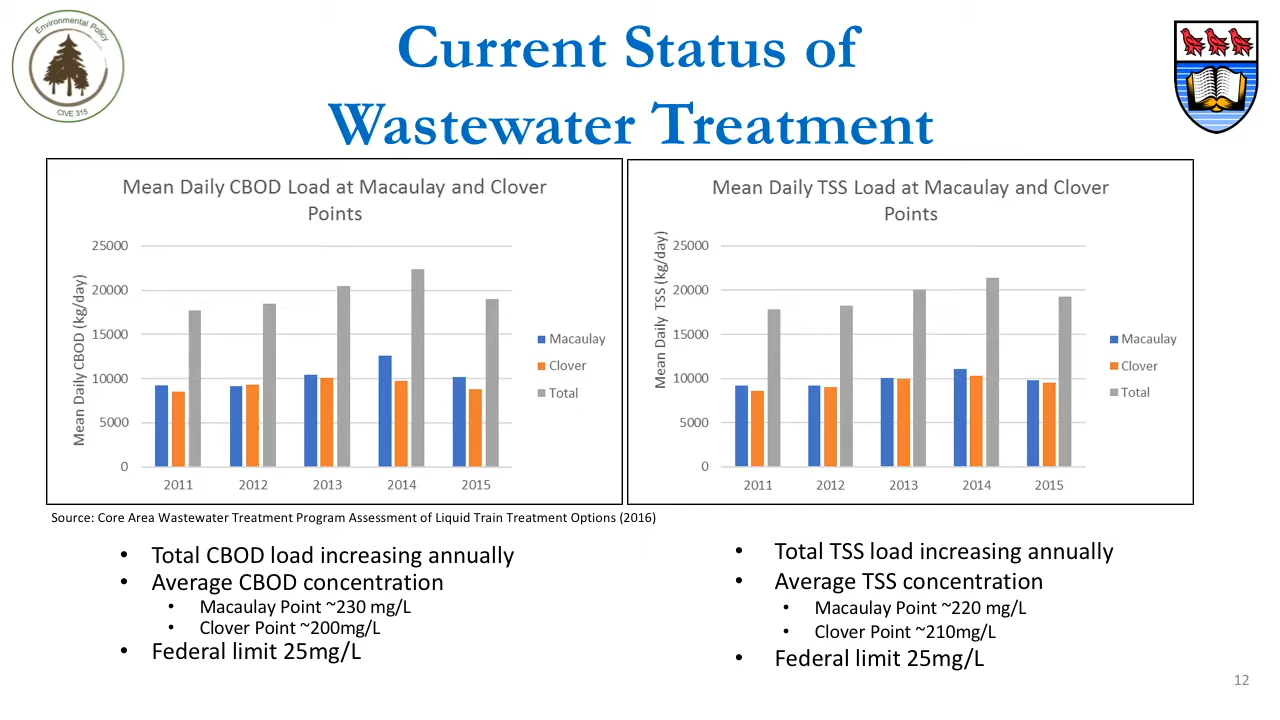 Environmental Policy
CIVE 315
Current Status of
Wastewater Treatment
Mean Daily CBOD Load at Macaulay and Clover
Points
Mean Daily CBOD (kg/day)
25000
20000
15000
10000
5000
0
2011 2012 2013 2014 2015
Macaulay
Clover
Total
Mean Daily TSS Load at Macaulay and Clover
Points
Mean Daily TSS (kg/day)
25000
20000
15000
10000
5000
0
2011 2012 2013 2014 2015
Macaulay
Clover
Total
Source: Core Area Wastewater Treatment Program Assessment of Liquid Train Treatment Options (2016)
• Total CBOD load increasing annually
• Average CBOD concentration
• Macaulay Point ~230 mg/L
• Clover Point ~200mg/L
• Federal limit 25mg/L
• Total TSS load increasing annually
• Average TSS concentration
• Macaulay Point ~220 mg/L
• Clover Point ~210mg/L
• Federal limit 25mg/L
12